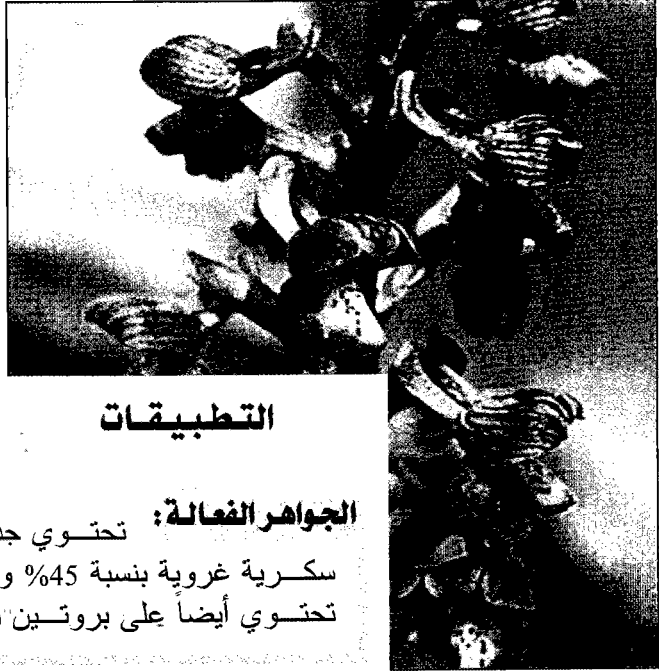 التطبيقات
الجواهر الفعالة: تحتوي
سكرية غروية بنسبة 45% و
تحتوي أيضاً على بروتين